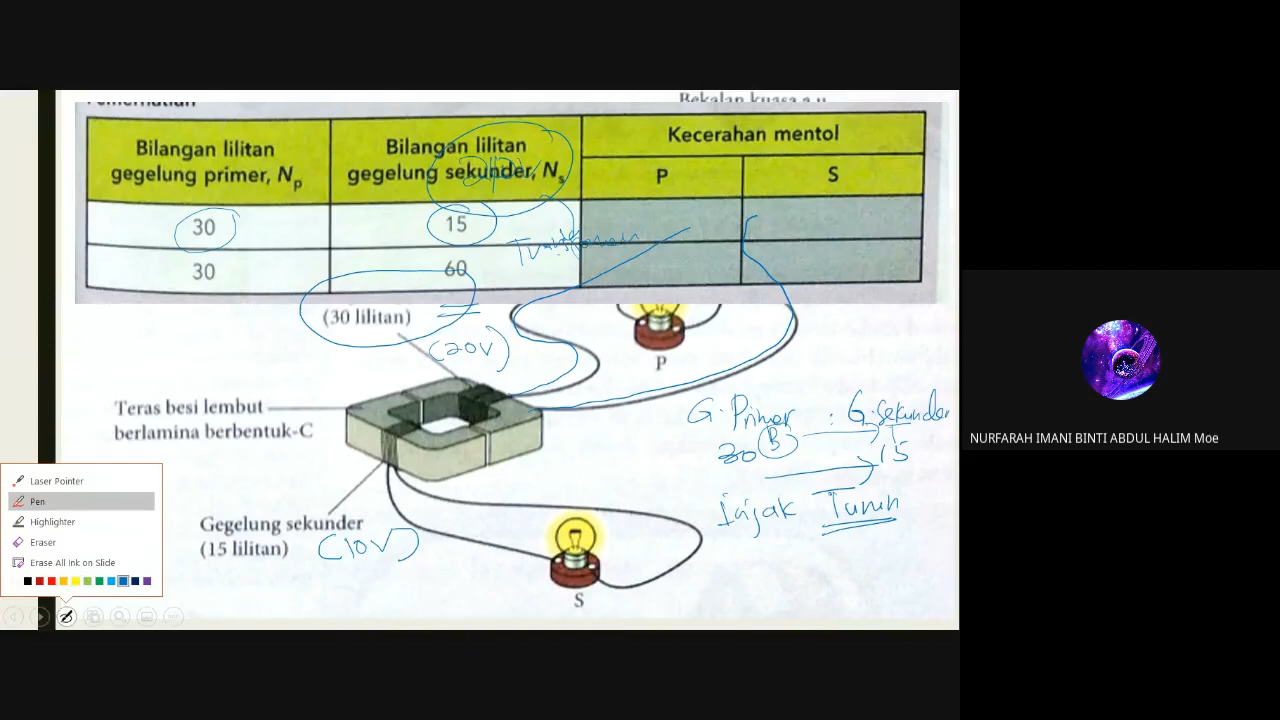 Bilangan lilitan
gegelung primer, Np
Bilangan lilitan
gegelung sekunder, Ns
Kecerahan mentol
P
S
30
15
30
60
(30 lilitan)
(20V)
P
Teras besi lembut
berlamina berbentuk-C
G. Primer : G. Sekunder
30 15
Injak Turun
Gegelung sekunder
(15 lilitan)
(10V)
S
Laser Pointer
Pen
Highlighter
Eraser
Erase All Ink on Slide
NURFARAH IMANI BINTI ABDUL HALIM Moe